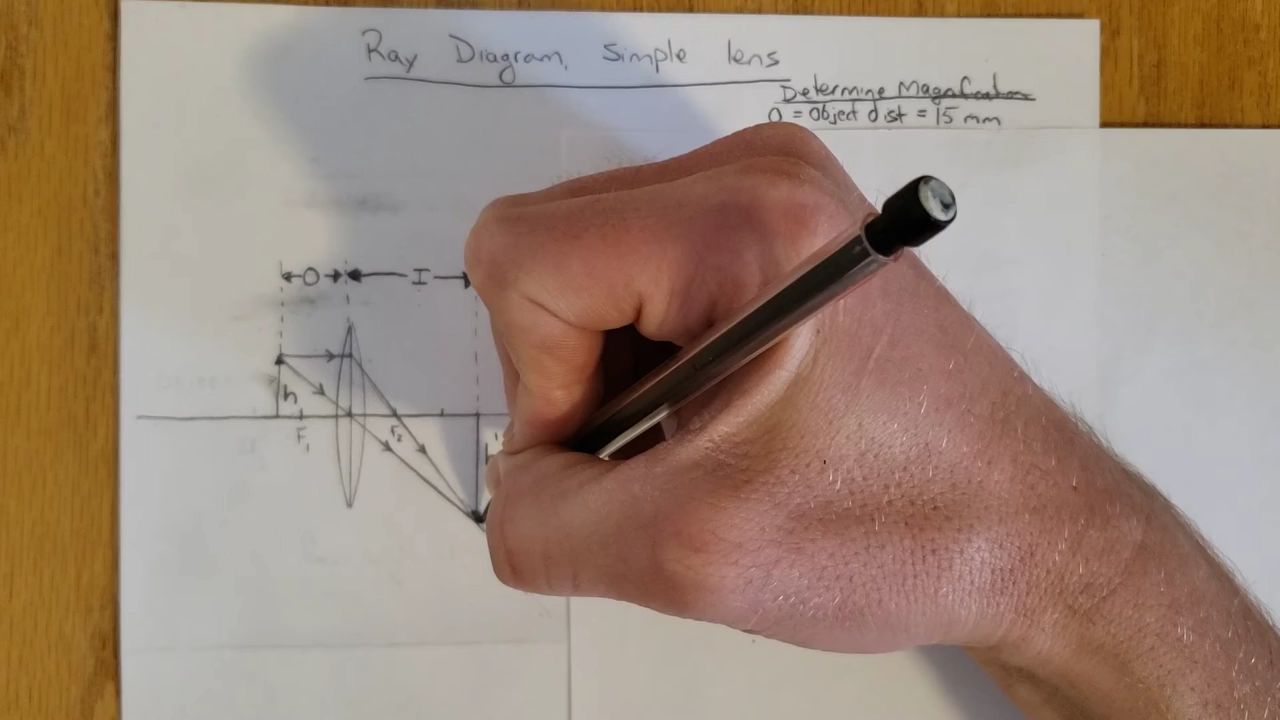 Ray Diagram, Simple lens
Determine Magnification
O = Object dist = 15 mm
O I
h
F₁ F₂
h'